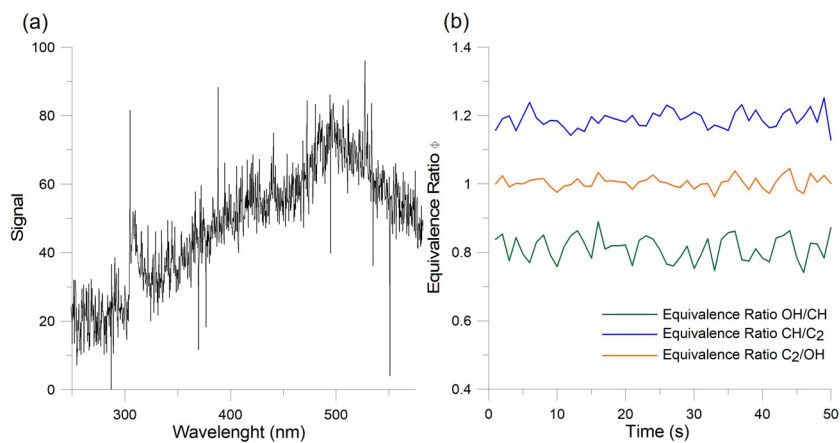 (a)
100
80
60
40
20
0
Signal
300
400
500
Wavelenght (nm)
(b)
1.4
1.2
1
0.8
0.6
0.4
Equivalence Ratio Φ
Equivalence Ratio OH/CH
Equivalence Ratio CH/C2
Equivalence Ratio C2/OH
0
10
20
30
40
50
Time (s)